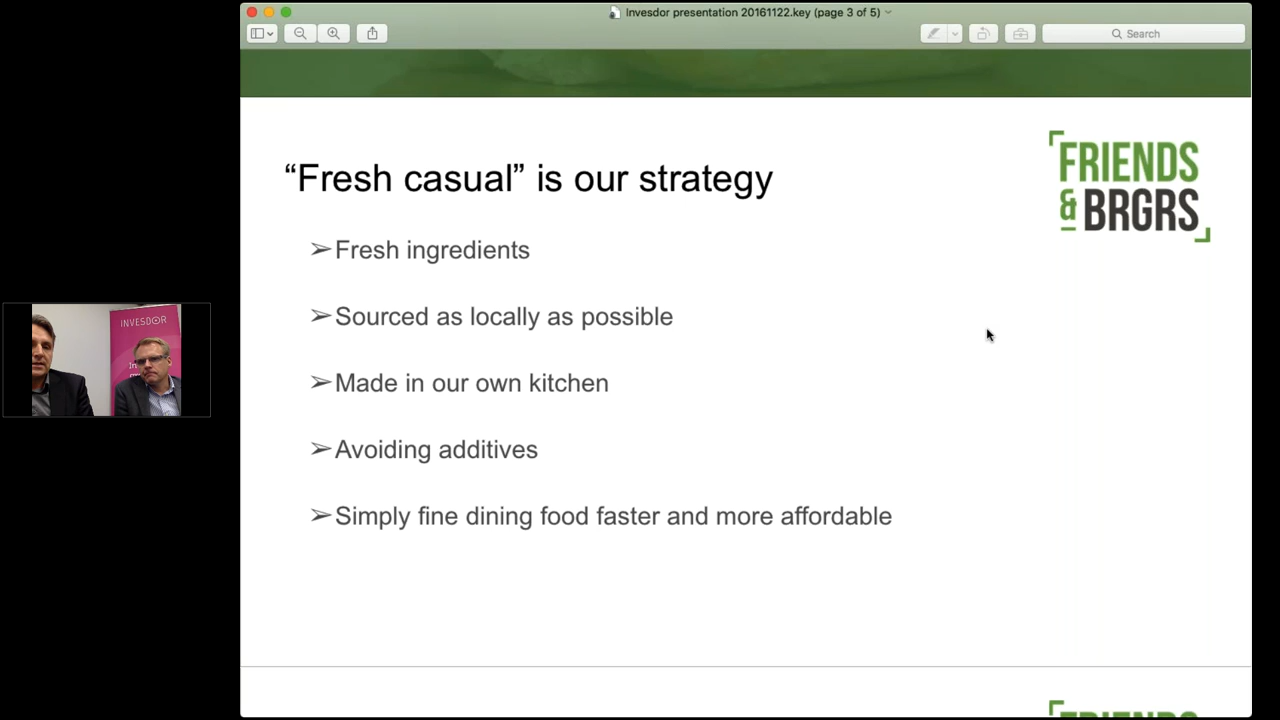 Invesdor presentation 20161122.key (page 3 of 5)
Search
“Fresh casual” is our strategy
FRIENDS
& BRGRS
➢Fresh ingredients
➢Sourced as locally as possible
➢Made in our own kitchen
➢Avoiding additives
➢Simply fine dining food faster and more affordable
INVESDOR
FRIENDS